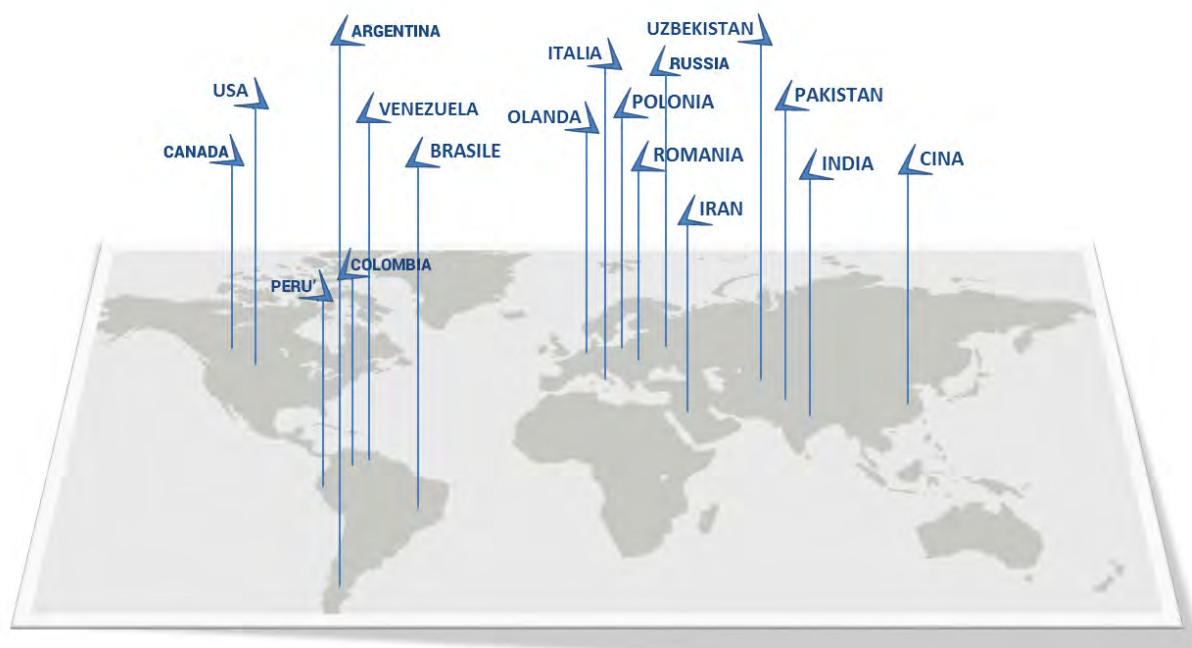 ARGENTINA
UZBEKISTAN
ITALIA
RUSSIA
USA
PAKISTAN
POLONIA
VENEZUELA
OLANDA
CANADA
BRASILE
ROMANIA
INDIA
CINA
IRAN
COLOMBIA
PERU'